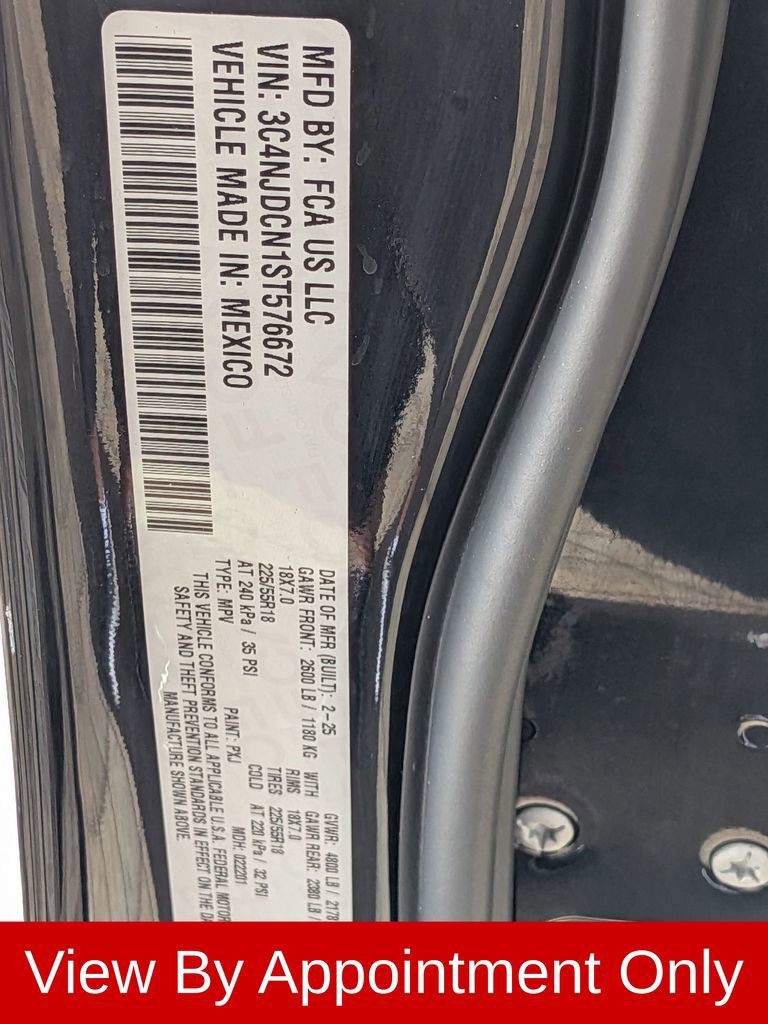 MFD BY: FCA US LLC
VIN: 3C4NJDCN1ST576672
VEHICLE MADE IN: MEXICO
DATE OF MFR (BUILT): 2-25 GVWR: 4800 LB / 2178
GAWR FRONT: 2600 LB / 1180 KG WITH GAWR REAR: 2380 LB /
18X7.0 RIMS 18X7.0
225/55R18 TIRES 225/55R18
AT 240 kPa / 35 PSI COLD AT 220 kPa / 32 PSI
TYPE: MPV PAINT: PXJ MDH: 022201
THIS VEHICLE CONFORMS TO ALL APPLICABLE U.S.A. FEDERAL MOTOR
SAFETY AND THEFT PREVENTION STANDARDS IN EFFECT ON THE
MANUFACTURE SHOWN ABOVE.
View By Appointment Only